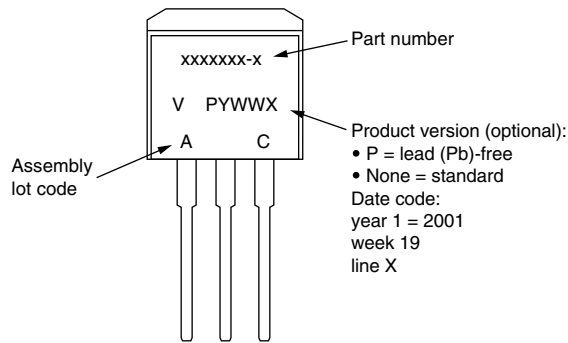 Part number
xxxxxxx-x
V PYWWX
A C
Assembly
lot code
Product version (optional):
• P = lead (Pb)-free
• None = standard
Date code:
year 1 = 2001
week 19
line X